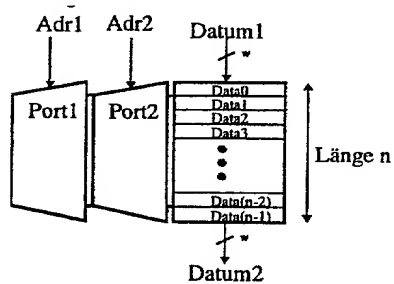 Adr1 Adr2 Datum1
w
Port1 Port2
Data0
Data1
Data2
Data3
Länge n
Data(n-2)
Data(n-1)
w
Datum2